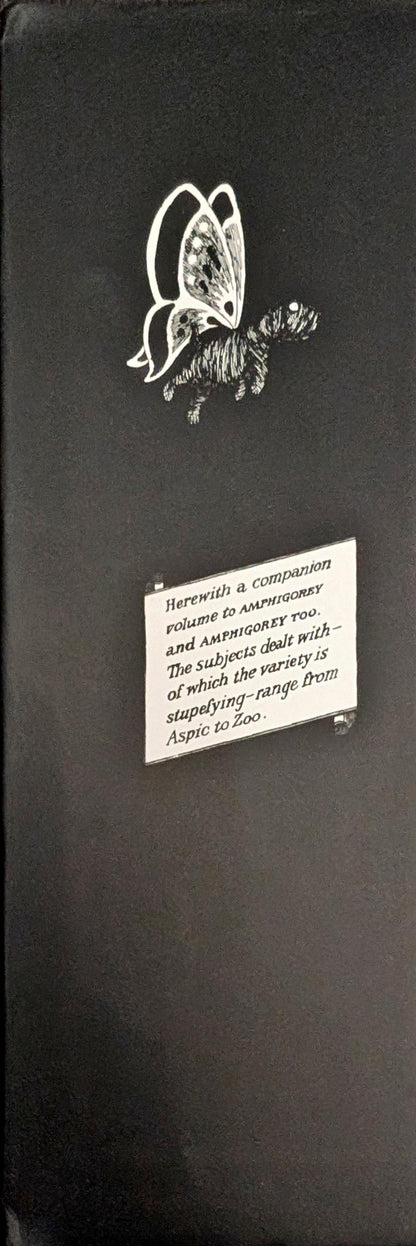 Herewith a companion
volume to AMPHIGOREY
and AMPHIGOREY TOO.
The subjects dealt with–
of which the variety is
stupefying–range from
Aspic to Zoo.